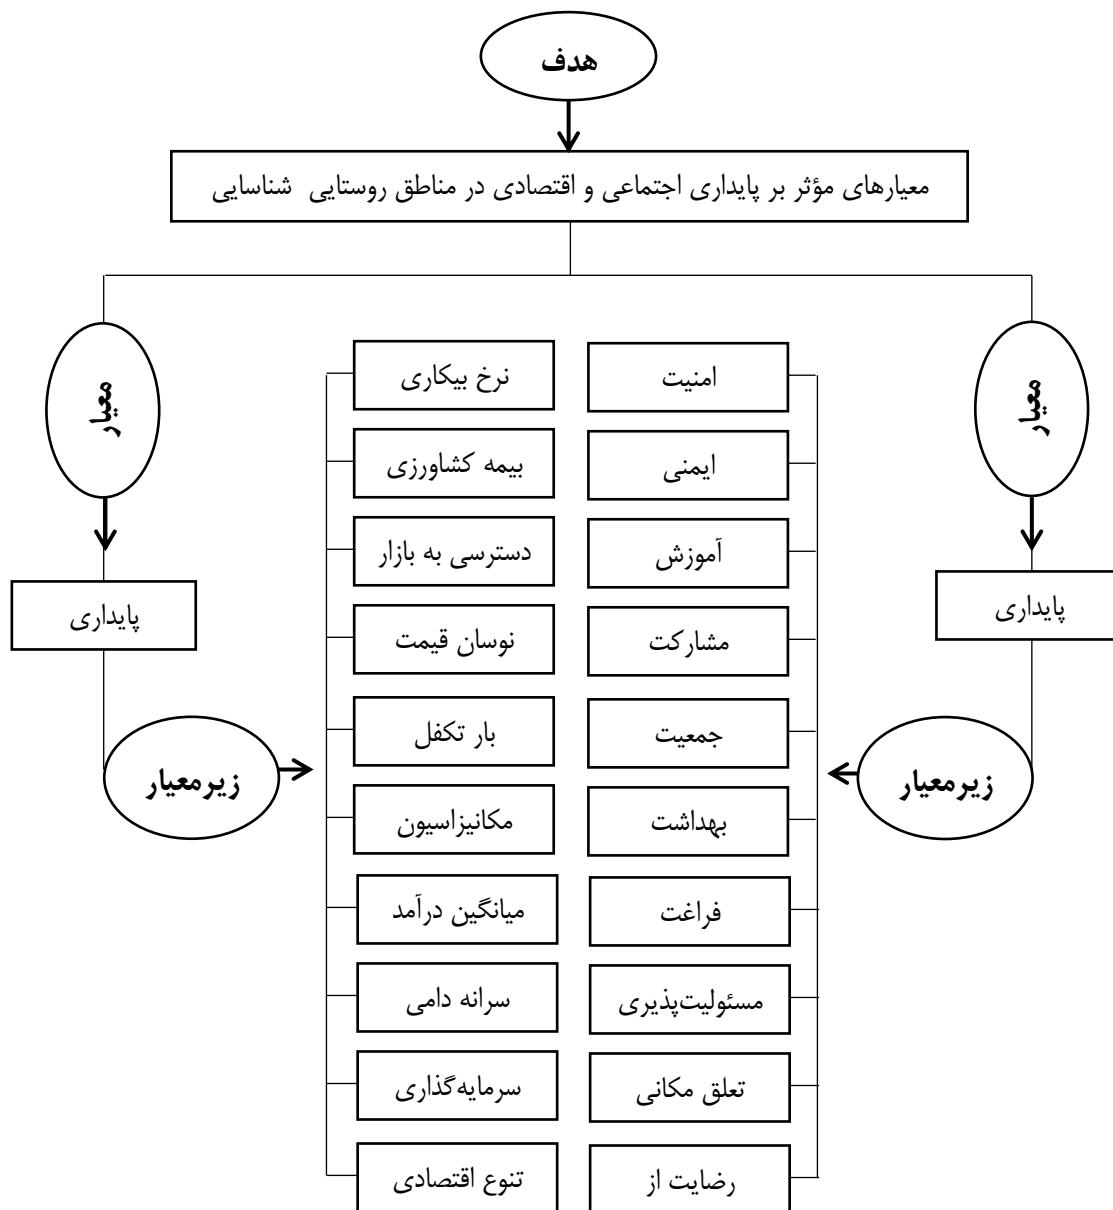 هدف
معیارهای مؤثر بر پایداری اجتماعی و اقتصادی در مناطق روستایی شناسایی
معیار
معیار
امنیت
نرخ بیکاری
ایمنی
بیمه کشاورزی
آموزش
دسترسی به بازار
پایداری
پایداری
مشارکت
نوسان قیمت
جمعیت
بار تکفل
زیرمعیار
زیرمعیار
بهداشت
مکانیزاسیون
فراغت
میانگین درآمد
مسئولیت‌پذیری
سرانه دامی
تعلق مکانی
سرمایه‌گذاری
رضایت از
تنوع اقتصادی